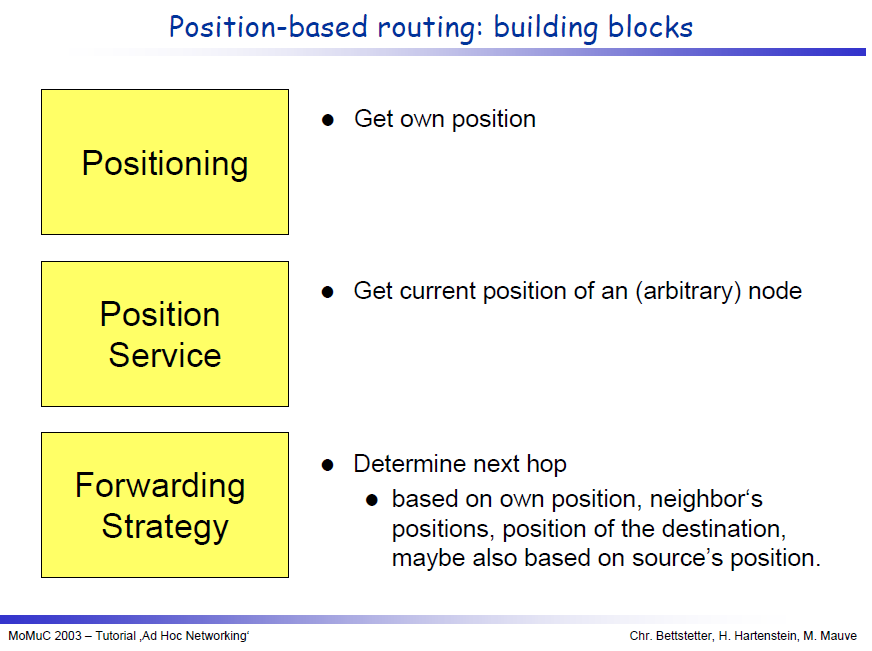 Position-based routing: building blocks
Positioning
● Get own position
Position
Service
● Get current position of an (arbitrary) node
Forwarding
Strategy
● Determine next hop
● based on own position, neighbor‘s
positions, position of the destination,
maybe also based on source’s position.
MoMuC 2003 – Tutorial ‚Ad Hoc Networking‘
Chr. Bettstetter, H. Hartenstein, M. Mauve